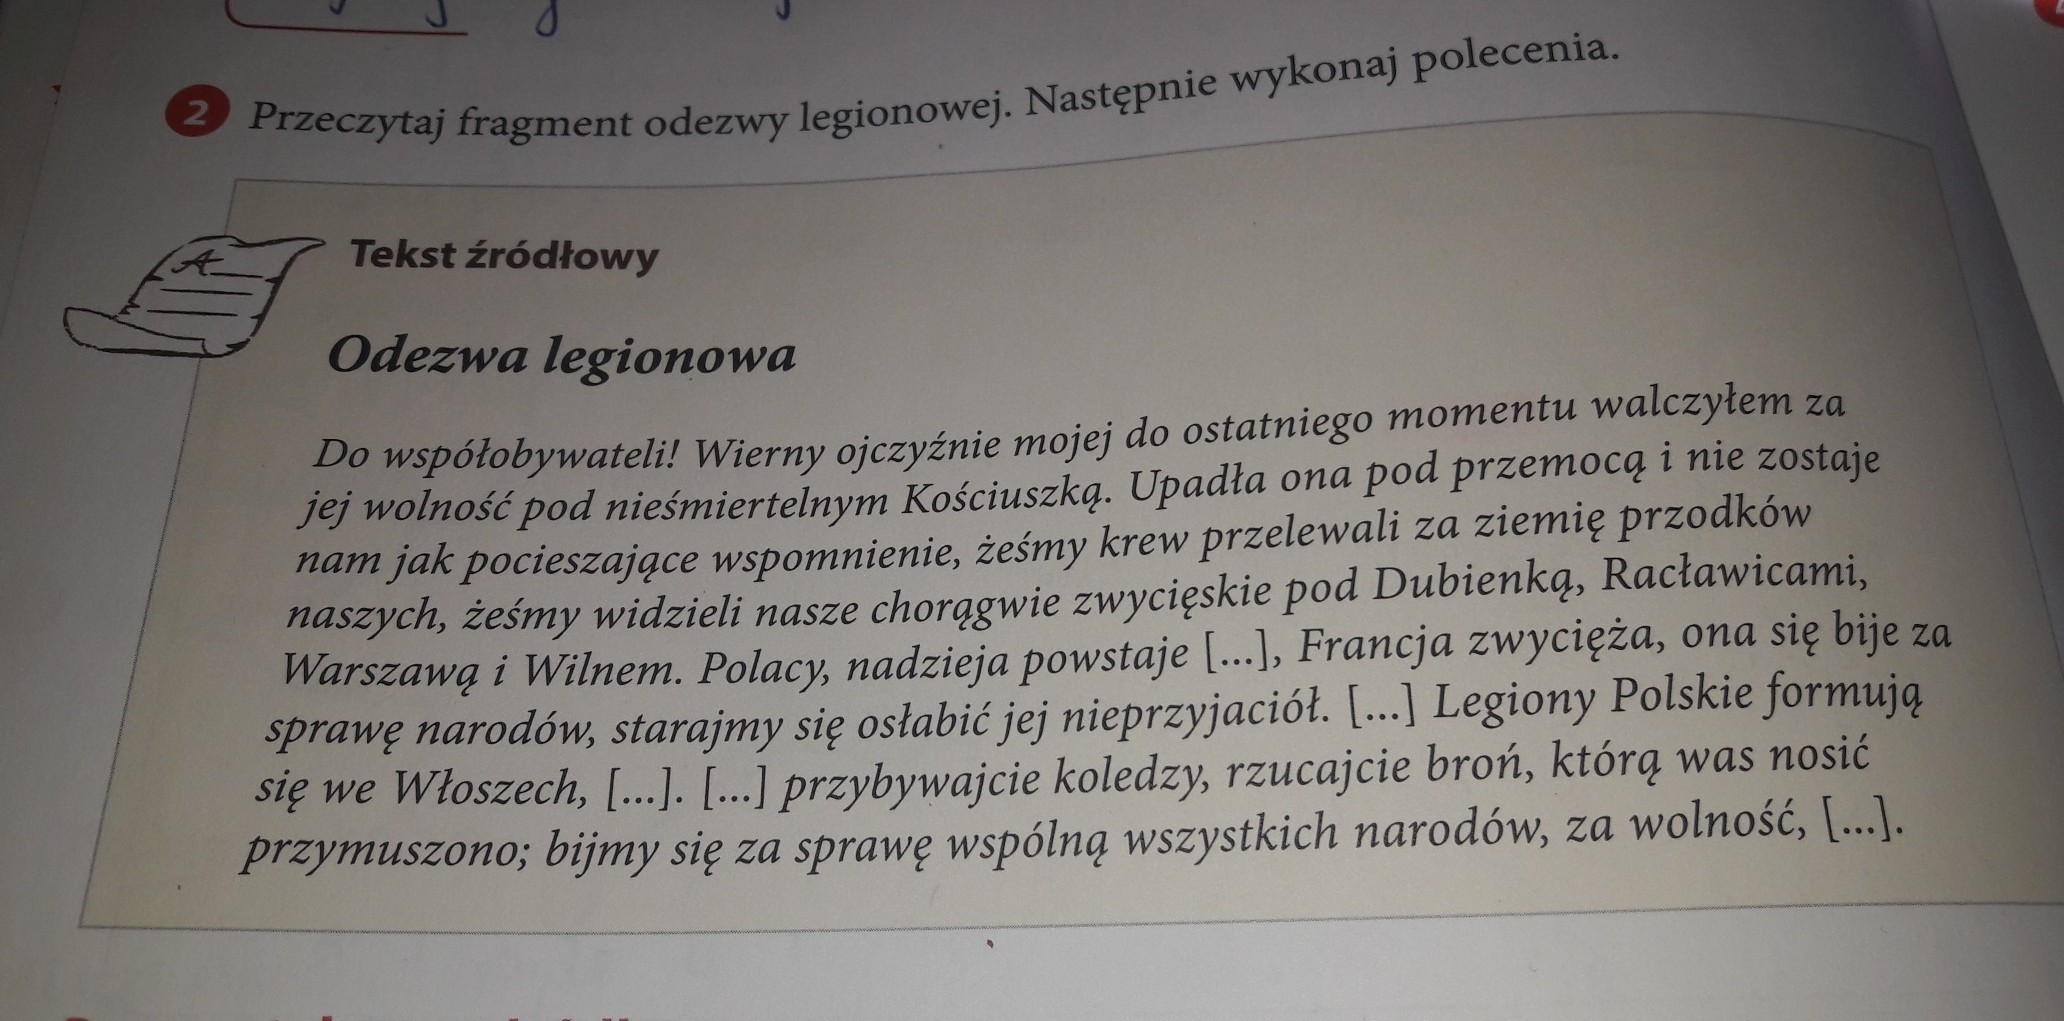 2 Przeczytaj fragment odezwy legionowej. Następnie wykonaj polecenia.
Tekst źródłowy
Odezwa legionowa
Do współobywateli! Wierny ojczyźnie mojej do ostatniego momentu walczyłem za
jej wolność pod nieśmiertelnym Kościuszką. Upadła ona pod przemocą i nie zostaje
nam jak pocieszające wspomnienie, żeśmy krew przelewali za ziemię przodków
naszych, żeśmy widzieli nasze chorągwie zwycięskie pod Dubienką, Racławicami,
Warszawą i Wilnem. Polacy, nadzieja powstaje [...], Francja zwycięża, ona się bije za
sprawę narodów, starajmy się osłabić jej nieprzyjaciół. [...] Legiony Polskie formują
się we Włoszech, [...]. [...] przybywajcie koledzy, rzucajcie broń, którą was nosić
przymuszono; bijmy się za sprawę wspólną wszystkich narodów, za wolność, [...].